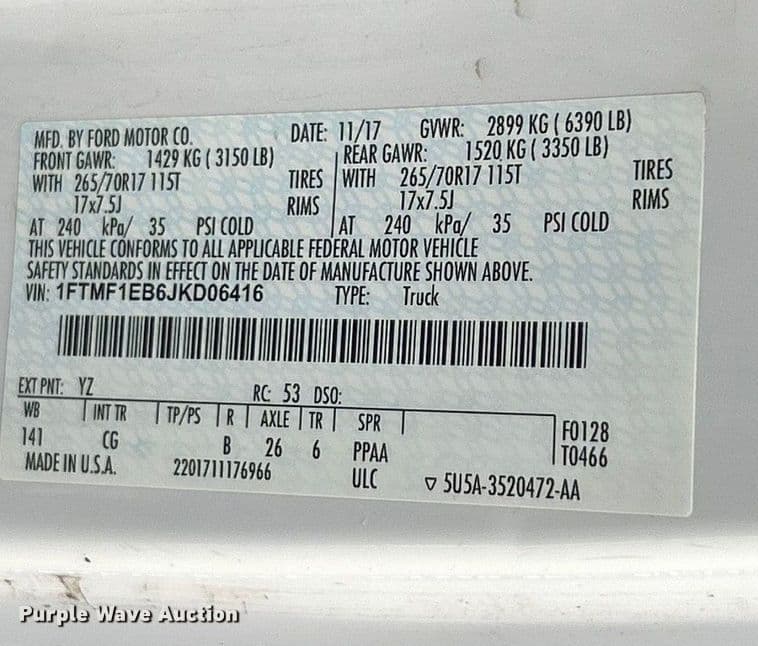 MFD. BY FORD MOTOR CO. DATE: 11/17 GVWR: 2899 KG ( 6390 LB)
FRONT GAWR: 1429 KG ( 3150 LB) REAR GAWR: 1520 KG ( 3350 LB)
WITH 265/70R17 115T TIRES WITH 265/70R17 115T TIRES
17x7.5J RIMS 17x7.5J RIMS
AT 240 kPa/ 35 PSI COLD AT 240 kPa/ 35 PSI COLD
THIS VEHICLE CONFORMS TO ALL APPLICABLE FEDERAL MOTOR VEHICLE
SAFETY STANDARDS IN EFFECT ON THE DATE OF MANUFACTURE SHOWN ABOVE.
VIN: 1FTMF1EB6JKD06416 TYPE: Truck
EXT PNT: YZ RC: 53 DSO:
WB INT TR TP/PS R AXLE TR SPR F0128
141 CG B 26 6 PPAA T0466
MADE IN U.S.A. 2201711176966 ULC ▽ 5U5A-3520472-AA
Purple Wave Auction